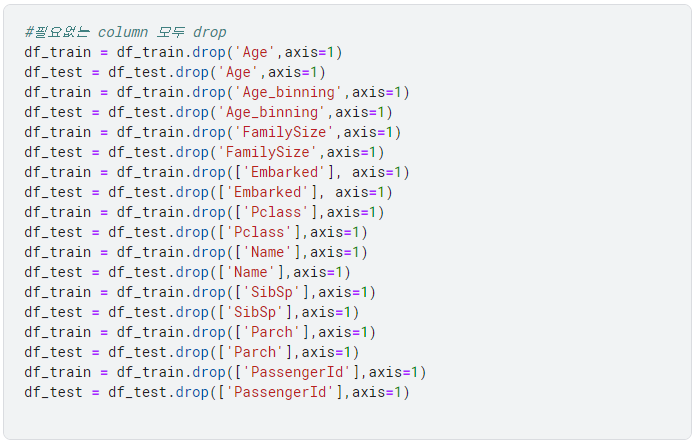 #필요없는 column 모두 drop
df_train = df_train.drop('Age',axis=1)
df_test = df_test.drop('Age',axis=1)
df_train = df_train.drop('Age_binning',axis=1)
df_test = df_test.drop('Age_binning',axis=1)
df_train = df_train.drop('FamilySize',axis=1)
df_test = df_test.drop('FamilySize',axis=1)
df_train = df_train.drop(['Embarked'], axis=1)
df_test = df_test.drop(['Embarked'], axis=1)
df_train = df_train.drop(['Pclass'],axis=1)
df_test = df_test.drop(['Pclass'],axis=1)
df_train = df_train.drop(['Name'],axis=1)
df_test = df_test.drop(['Name'],axis=1)
df_train = df_train.drop(['SibSp'],axis=1)
df_test = df_test.drop(['SibSp'],axis=1)
df_train = df_train.drop(['Parch'],axis=1)
df_test = df_test.drop(['Parch'],axis=1)
df_train = df_train.drop(['PassengerId'],axis=1)
df_test = df_test.drop(['PassengerId'],axis=1)